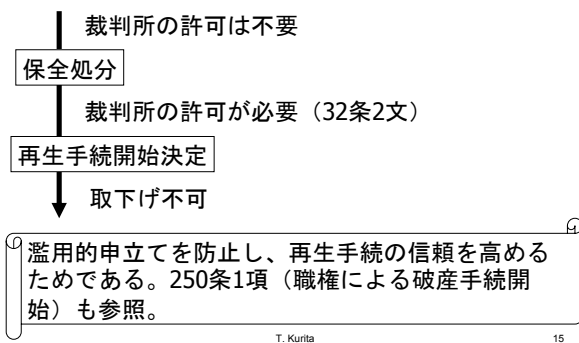 裁判所の許可は不要
保全処分
裁判所の許可が必要（32条2文）
再生手続開始決定
取下げ不可
濫用的申立てを防止し、再生手続の信頼を高める
ためである。250条1項（職権による破産手続開
始）も参照。
T. Kurita
15